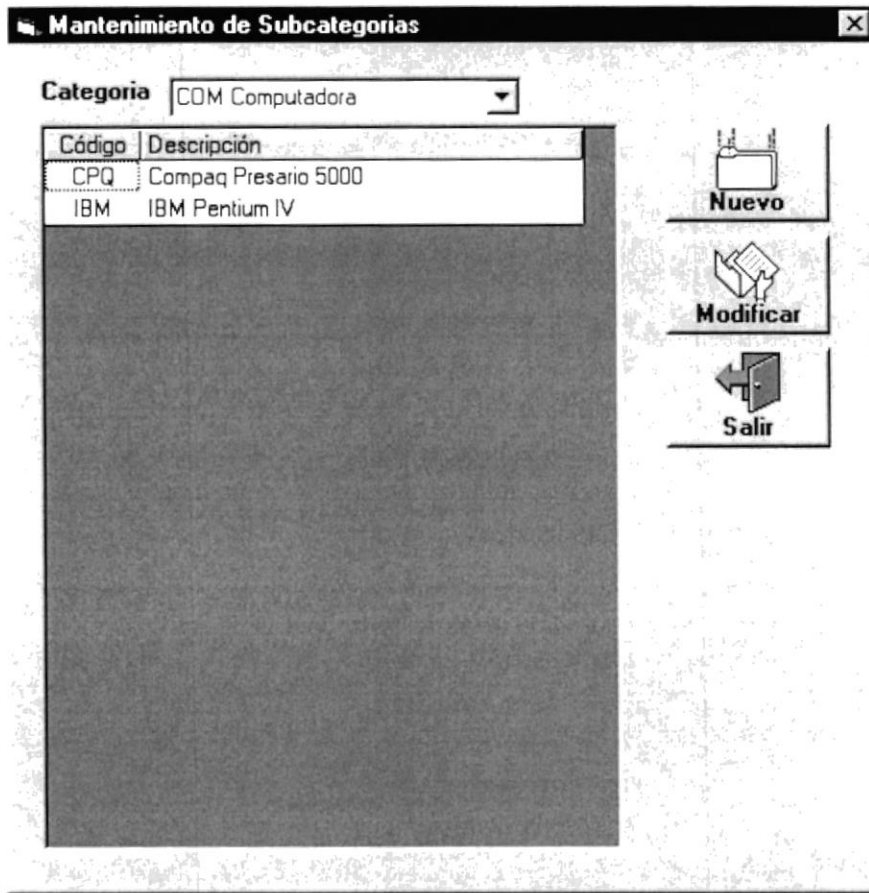 Mantenimiento de Subcategorias
Categoria COM Computadora
Código Descripción
CPQ Compaq Presario 5000
IBM IBM Pentium IV
Nuevo
Modificar
Salir